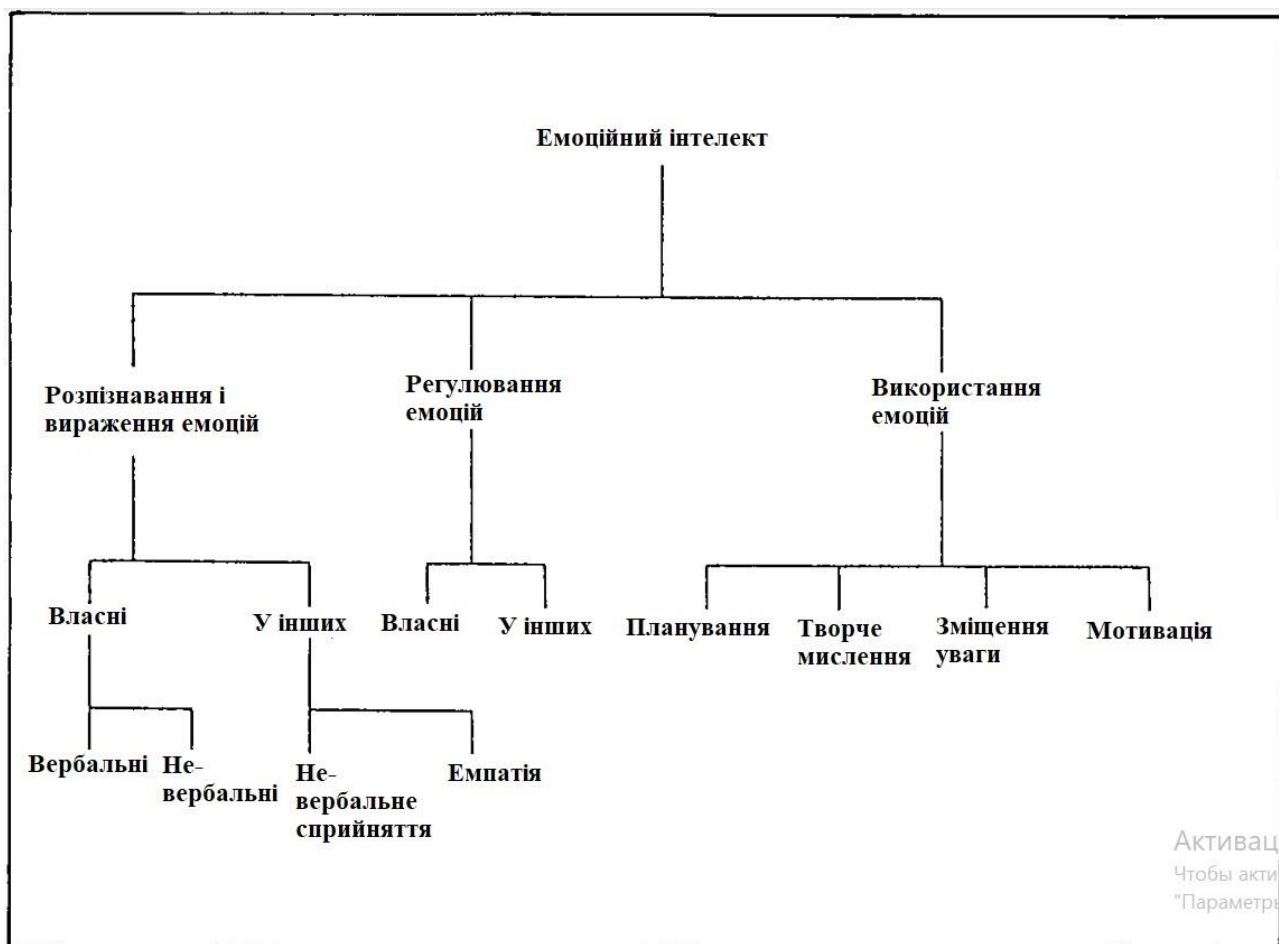 Емоційний інтелект
Розпізнавання і
вираження емоцій
Регулювання
емоцій
Використання
емоцій
Власні
У інших
Власні
У інших
Планування
Творче
мислення
Зміщення
уваги
Мотивація
Вербальні
Не-
вербальні
Не-
вербальне
сприйняття
Емпатія
Активац
Чтобы акти
"Параметры